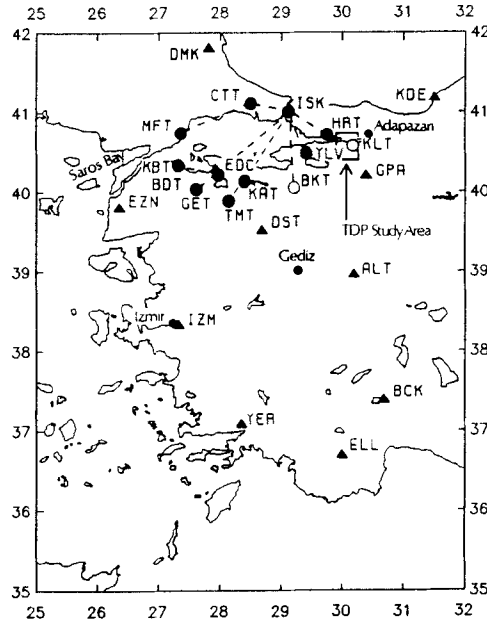 25 26 27 28 29 30 31 32
42 42
DMK
KDE
CTT
ISK
41 41
MFT
HRT
Adapazan
Saros Bay
KLT
KBT
EDC
YLV
GPA
BDT
BKT
40 40
EZN
GET
KAT
TMT
DST
TDP Study Area
Gediz
39 39
ALT
Izmir
IZM
38 38
BCK
YER
37 37
ELL
36 36
35 35
25 26 27 28 29 30 31 32